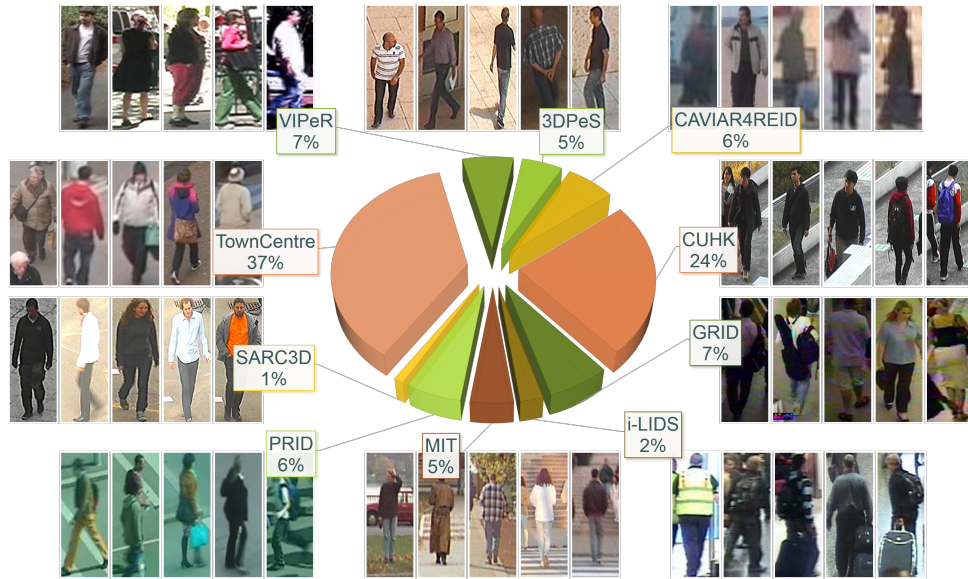 VIPeR
7%
3DPeS
5%
CAVIAR4REID
6%
TownCentre
37%
CUHK
24%
GRID
7%
SARC3D
1%
i-LIDS
2%
PRID
6%
MIT
5%